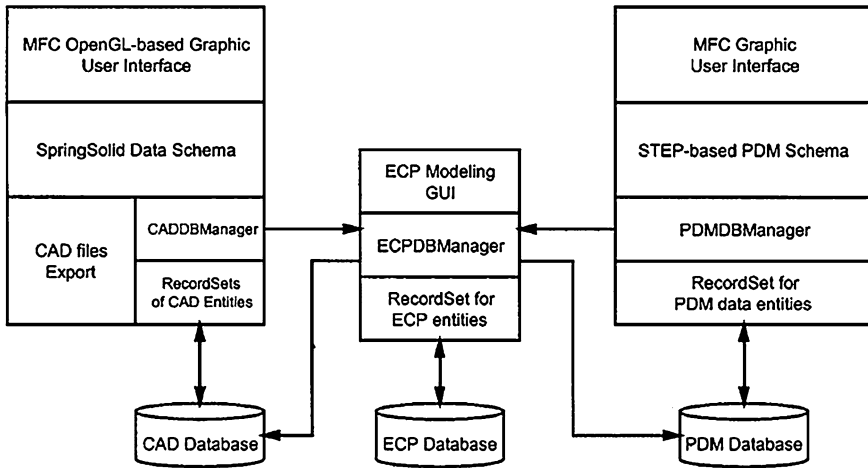 MFC OpenGL-based Graphic
User Interface
SpringSolid Data Schema
CAD files
Export
CADDBManager
RecordSets
of CAD Entities
CAD Database
ECP Modeling
GUI
ECPDBManager
RecordSet for
ECP entities
ECP Database
MFC Graphic
User Interface
STEP-based PDM Schema
PDMDBManager
RecordSet for
PDM data entities
PDM Database